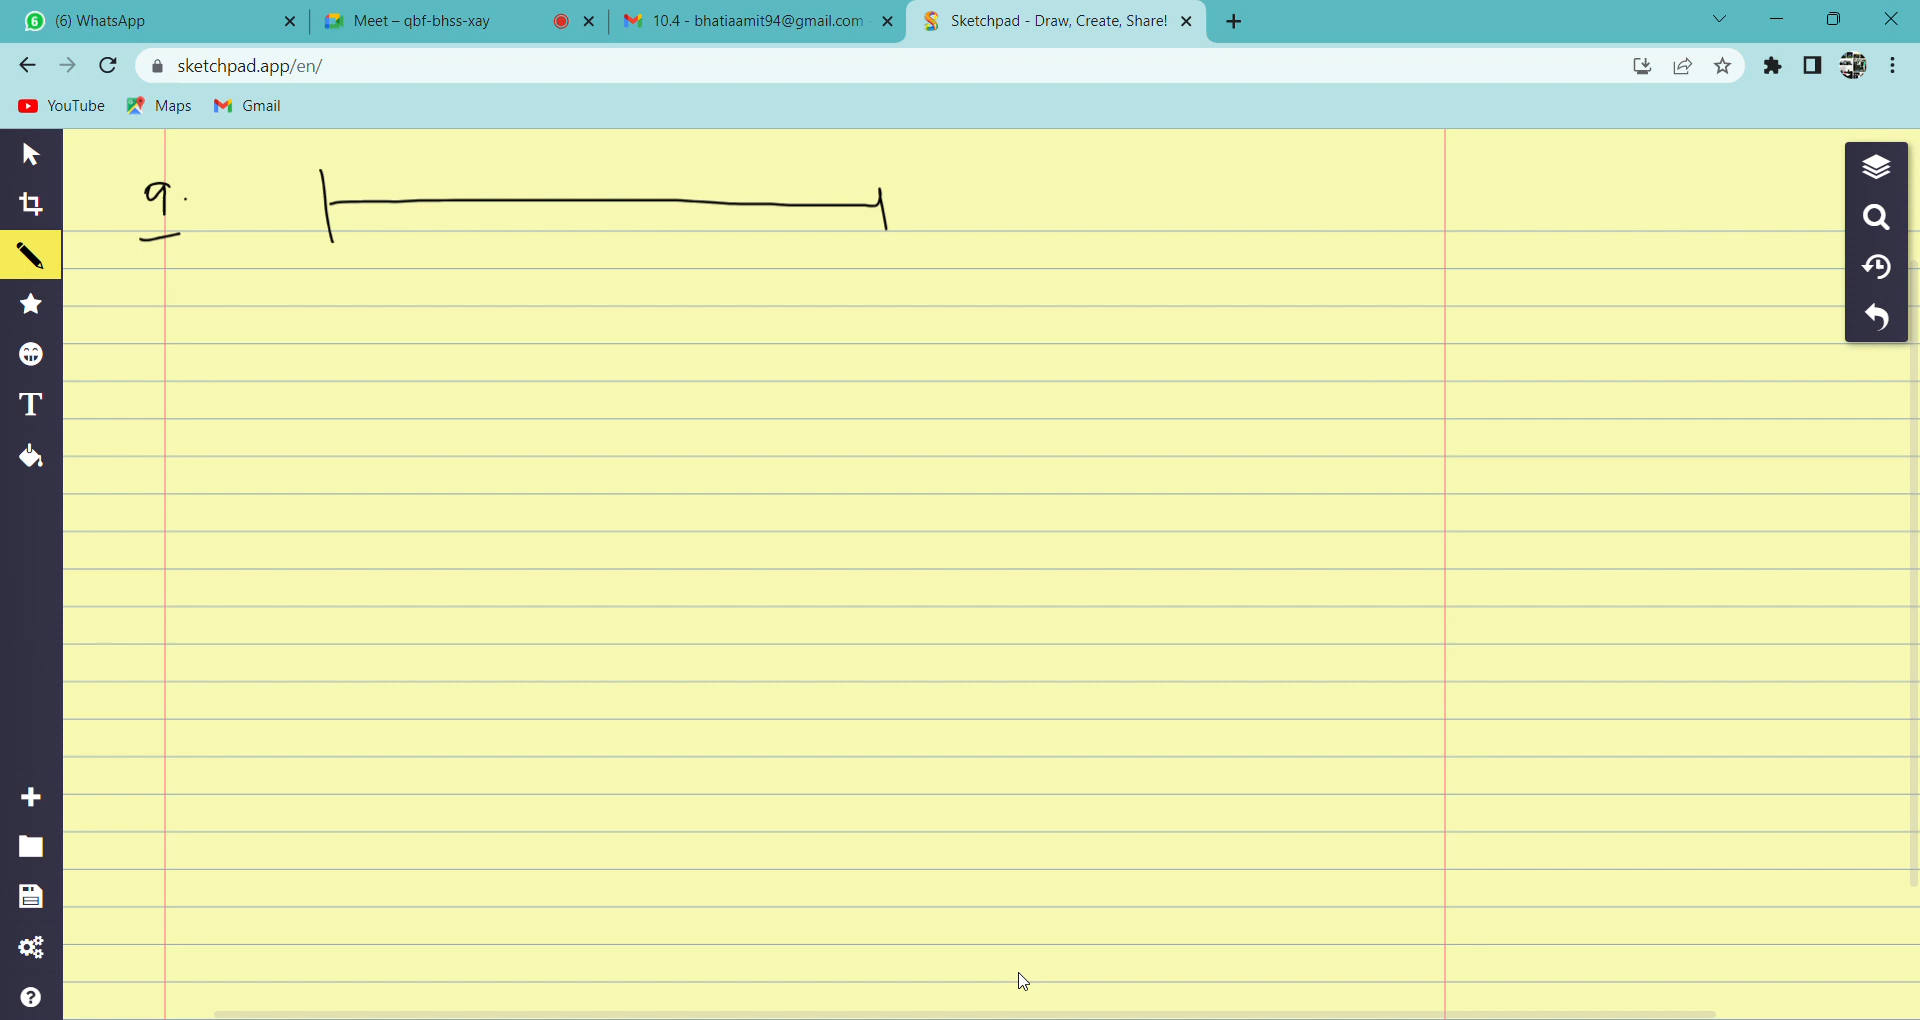 (6) WhatsApp
Meet – qbf-bhss-xay
10.4 - bhatiaamit94@gmail.com
Sketchpad - Draw, Create, Share!
sketchpad.app/en/
YouTube
Maps
Gmail
9.